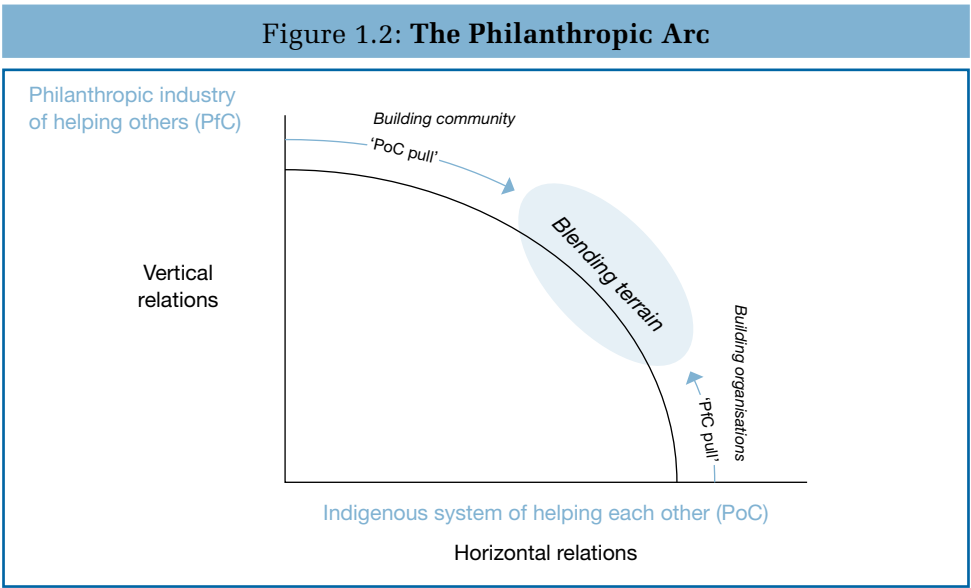 Figure 1.2: The Philanthropic Arc
Philanthropic industry
of helping others (PfC)
Building community
‘PoC pull’
Blending terrain
Vertical
relations
Building organisations
‘PfC pull’
Indigenous system of helping each other (PoC)
Horizontal relations